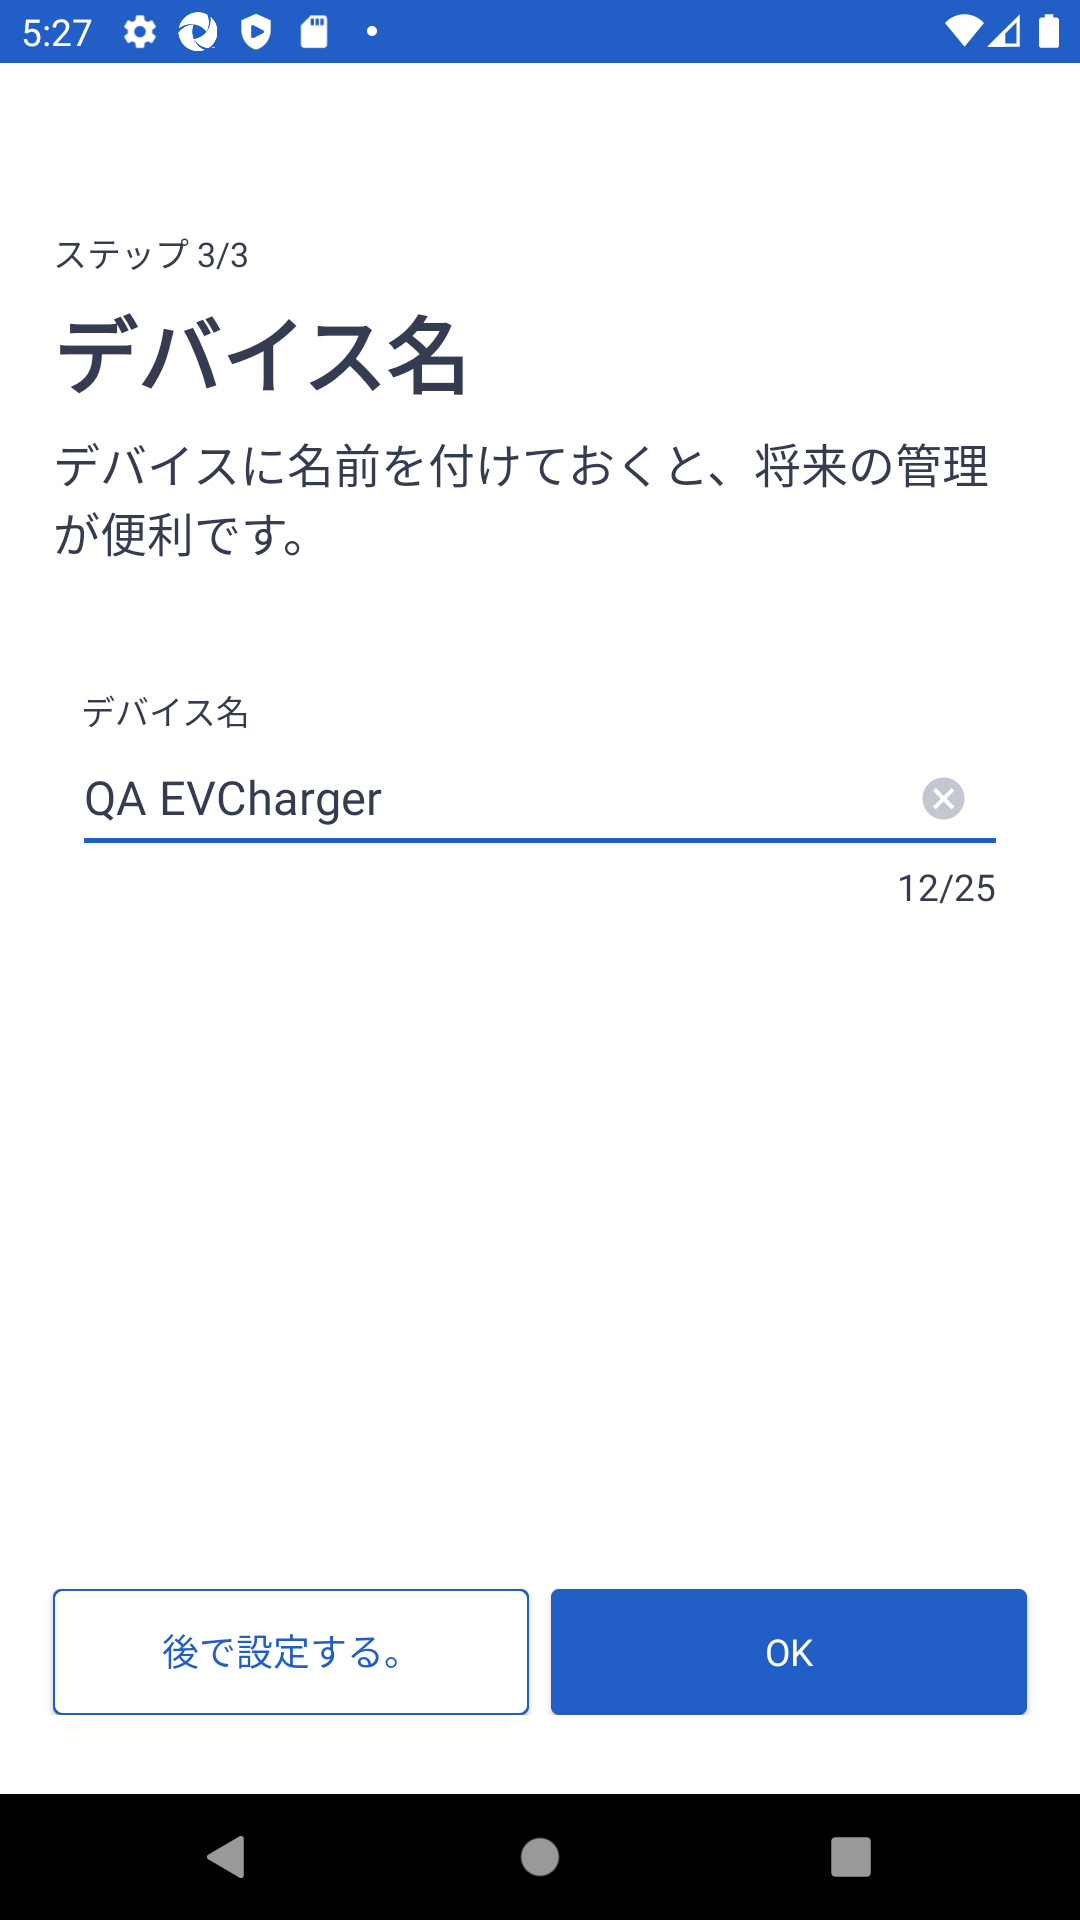 5:27
ステップ 3/3
デバイス名
デバイスに名前を付けておくと、将来の管理
が便利です。
デバイス名
QA EVCharger
12/25
後で設定する。
OK